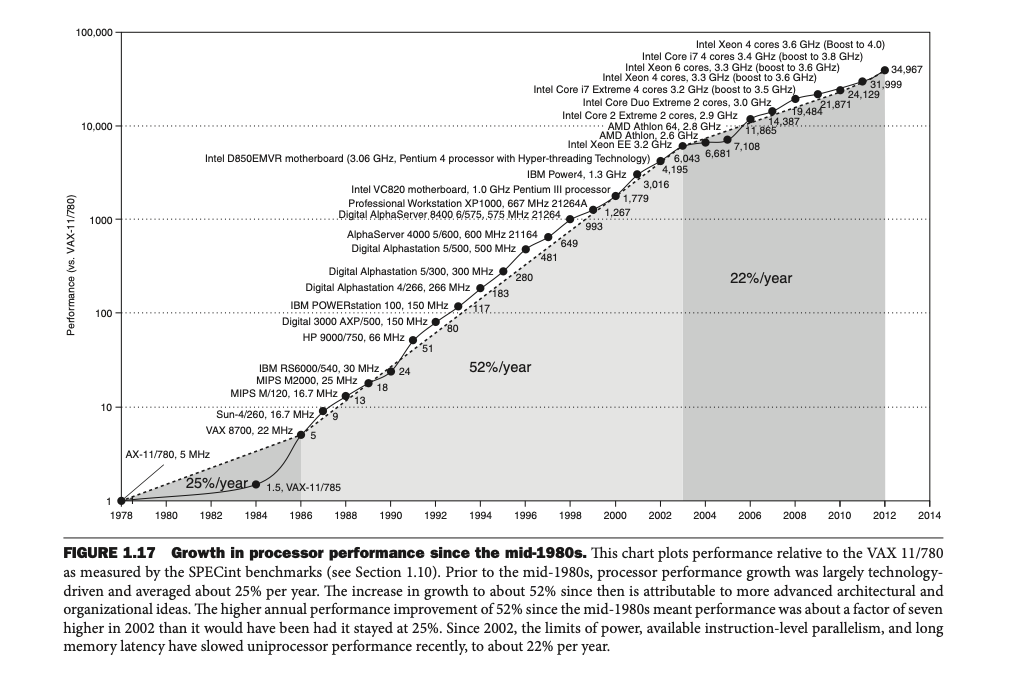 100,000
10,000
1000
100
10
1
Performance (vs. VAX-11/780)
Intel Xeon 4 cores 3.6 GHz (Boost to 4.0)
Intel Core i7 4 cores 3.4 GHz (boost to 3.8 GHz)
Intel Xeon 6 cores, 3.3 GHz (boost to 3.6 GHz)
Intel Xeon 4 cores, 3.3 GHz (boost to 3.6 GHz)
Intel Core i7 Extreme 4 cores 3.2 GHz (boost to 3.5 GHz)
Intel Core Duo Extreme 2 cores, 3.0 GHz
Intel Core 2 Extreme 2 cores, 2.9 GHz
AMD Athlon 64, 2.8 GHz
AMD Athlon, 2.6 GHz
Intel Xeon EE 3.2 GHz
Intel D850EMVR motherboard (3.06 GHz, Pentium 4 processor with Hyper-threading Technology)
IBM Power4, 1.3 GHz
Intel VC820 motherboard, 1.0 GHz Pentium III processor
Professional Workstation XP1000, 667 MHz 21264A
Digital AlphaServer 8400 6/575, 575 MHz 21264
AlphaServer 4000 5/600, 600 MHz 21164
Digital Alphastation 5/500, 500 MHz
Digital Alphastation 5/300, 300 MHz
Digital Alphastation 4/266, 266 MHz
IBM POWERstation 100, 150 MHz
Digital 3000 AXP/500, 150 MHz
HP 9000/750, 66 MHz
IBM RS6000/540, 30 MHz
MIPS M2000, 25 MHz
MIPS M/120, 16.7 MHz
Sun-4/260, 16.7 MHz
VAX 8700, 22 MHz
AX-11/780, 5 MHz
34,967
31,999
24,129
21,871
19,484
14,387
11,865
7,108
6,681
6,043
4,195
3,016
1,779
1,267
993
649
481
280
183
117
80
51
24
18
13
9
5
1.5, VAX-11/785
25%/year
52%/year
22%/year
1978 1980 1982 1984 1986 1988 1990 1992 1994 1996 1998 2000 2002 2004 2006 2008 2010 2012 2014
FIGURE 1.17 Growth in processor performance since the mid-1980s. This chart plots performance relative to the VAX 11/780
as measured by the SPECint benchmarks (see Section 1.10). Prior to the mid-1980s, processor performance growth was largely technology-
driven and averaged about 25% per year. The increase in growth to about 52% since then is attributable to more advanced architectural and
organizational ideas. The higher annual performance improvement of 52% since the mid-1980s meant performance was about a factor of seven
higher in 2002 than it would have been had it stayed at 25%. Since 2002, the limits of power, available instruction-level parallelism, and long
memory latency have slowed uniprocessor performance recently, to about 22% per year.